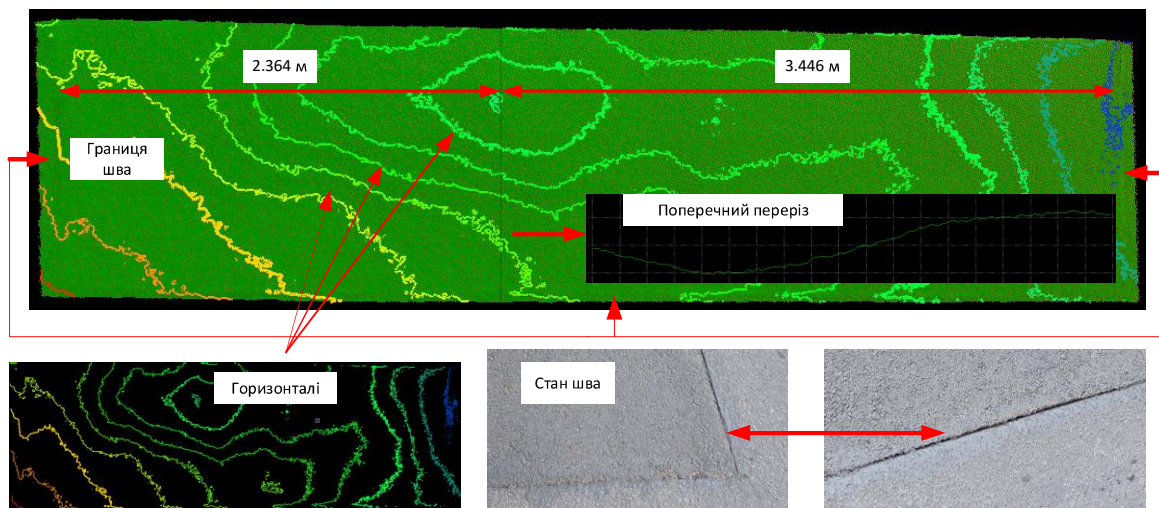 2.364 м
3.446 м
Границя
шва
Поперечний переріз
Горизонталі
Стан шва